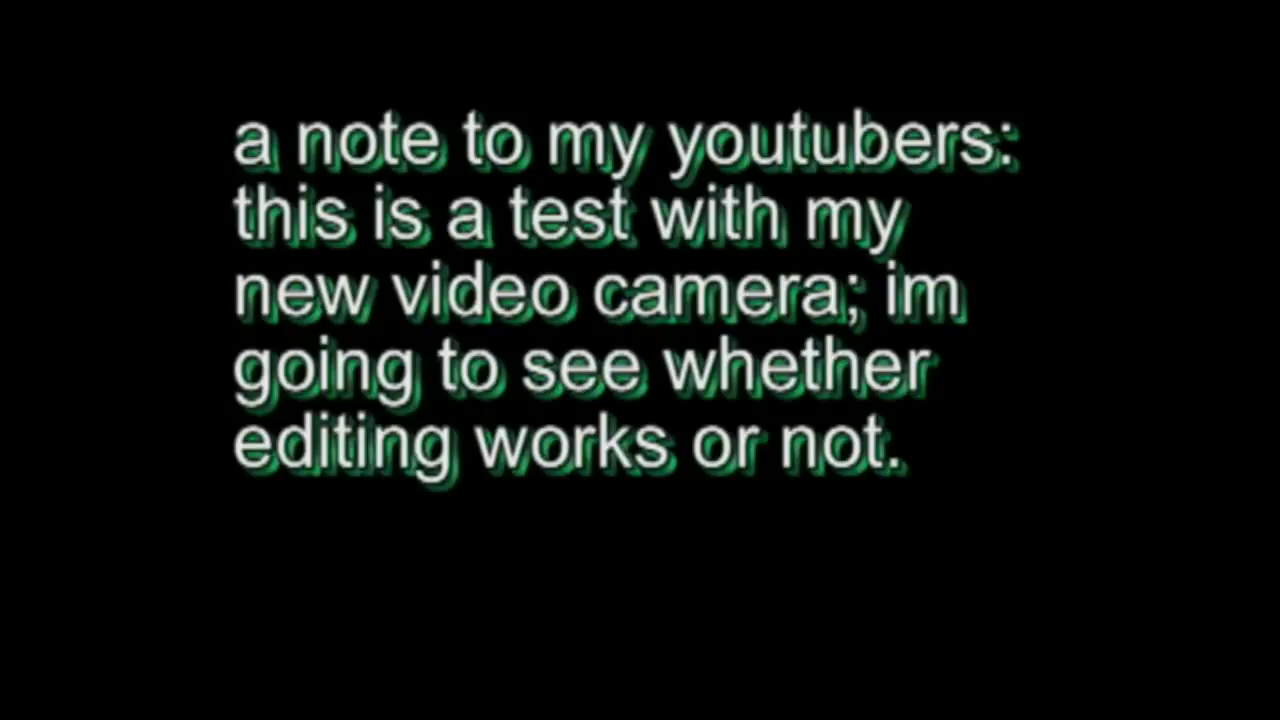 a note to my youtubers:
this is a test with my
new video camera; im
going to see whether
editing works or not.